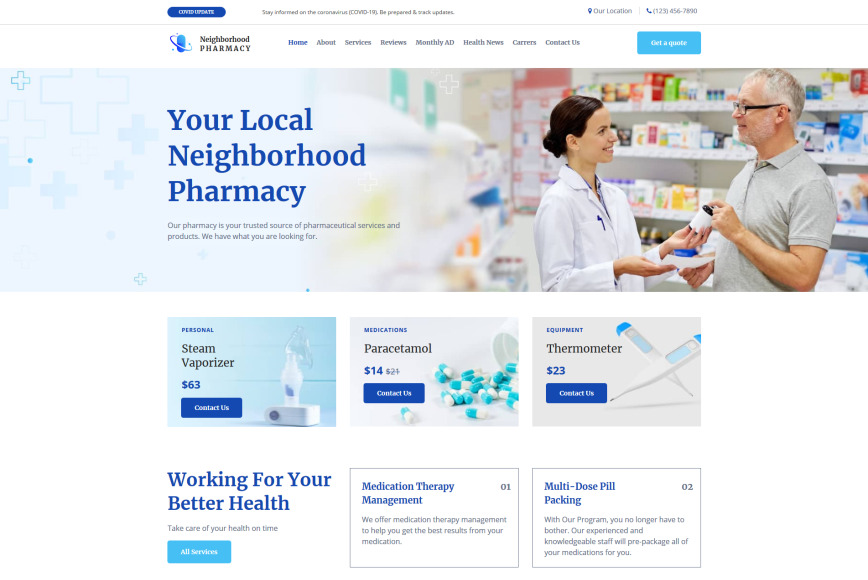 COVID UPDATE
Stay informed on the coronavirus (COVID-19). Be prepared & track updates.
Our Location
(123) 456-7890
Neighborhood
PHARMACY
Home About Services Reviews Monthly AD Health News Carrers Contact Us
Get a quote
Your Local
Neighborhood
Pharmacy
Our pharmacy is your trusted source of pharmaceutical services and
products. We have what you are looking for.
PERSONAL
Steam
Vaporizer
$63
Contact Us
MEDICATIONS
Paracetamol
$14 $21
Contact Us
EQUIPMENT
Thermometer
$23
Contact Us
Working For Your
Better Health
Take care of your health on time
All Services
Medication Therapy
Management
01
We offer medication therapy management
to help you get the best results from your
medication.
Multi-Dose Pill
Packing
02
With Our Program, you no longer have to
bother. Our experienced and
knowledgeable staff will pre-package all of
your medications for you.